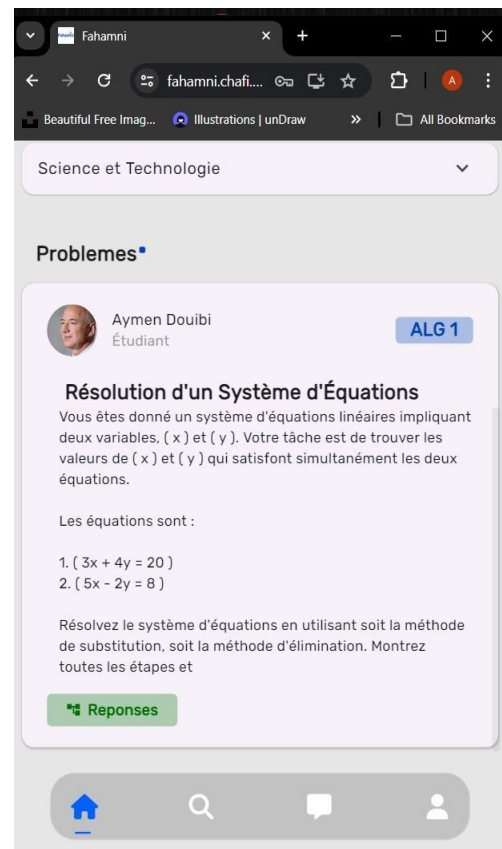 Fahamni
fahamni.chafi....
A
Beautiful Free Imag...
Illustrations | unDraw
»
All Bookmarks
Science et Technologie
Problemes
Aymen Douibi
Étudiant
ALG 1
Résolution d'un Système d'Équations
Vous êtes donné un système d'équations linéaires impliquant
deux variables, ( x ) et ( y ). Votre tâche est de trouver les
valeurs de ( x ) et ( y ) qui satisfont simultanément les deux
équations.
Les équations sont :
1. ( 3x + 4y = 20 )
2. ( 5x - 2y = 8 )
Résolvez le système d'équations en utilisant soit la méthode
de substitution, soit la méthode d'élimination. Montrez
toutes les étapes et
Reponses